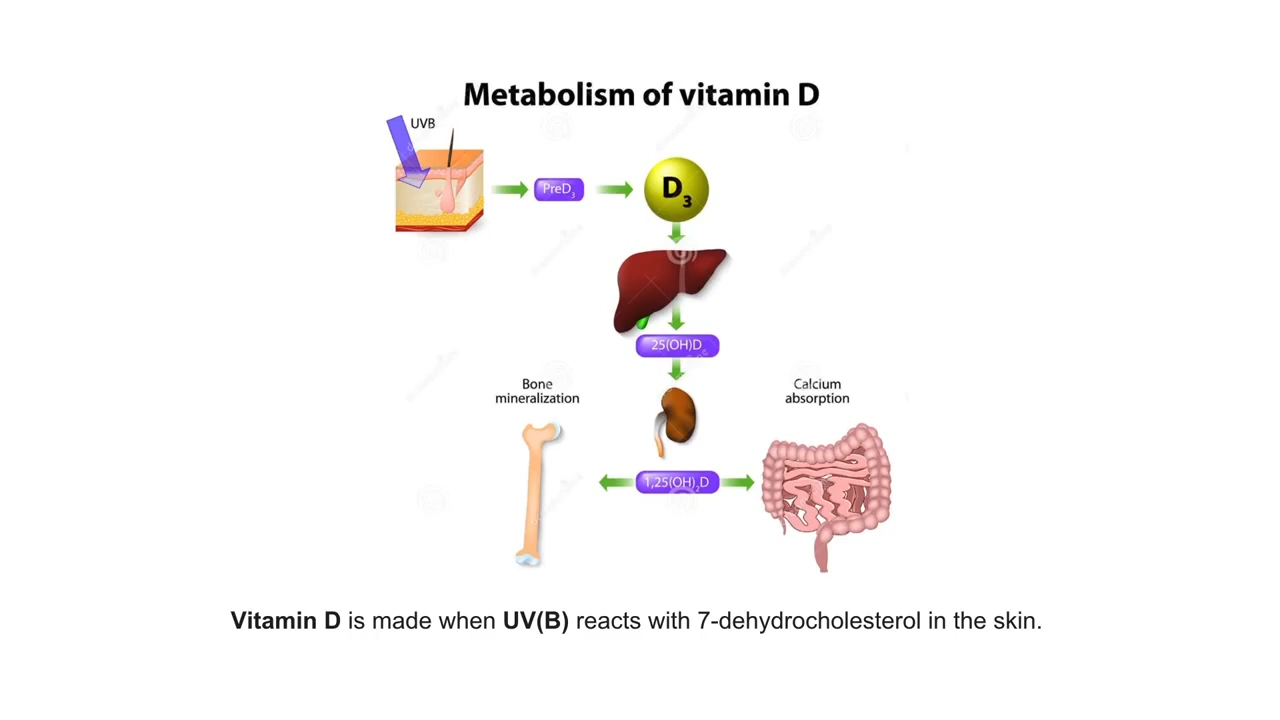 Metabolism of vitamin D
UVB
PreD₃
D₃
25(OH)D
Bone
mineralization
Calcium
absorption
1,25(OH)₂D
Vitamin D is made when UV(B) reacts with 7-dehydrocholesterol in the skin.